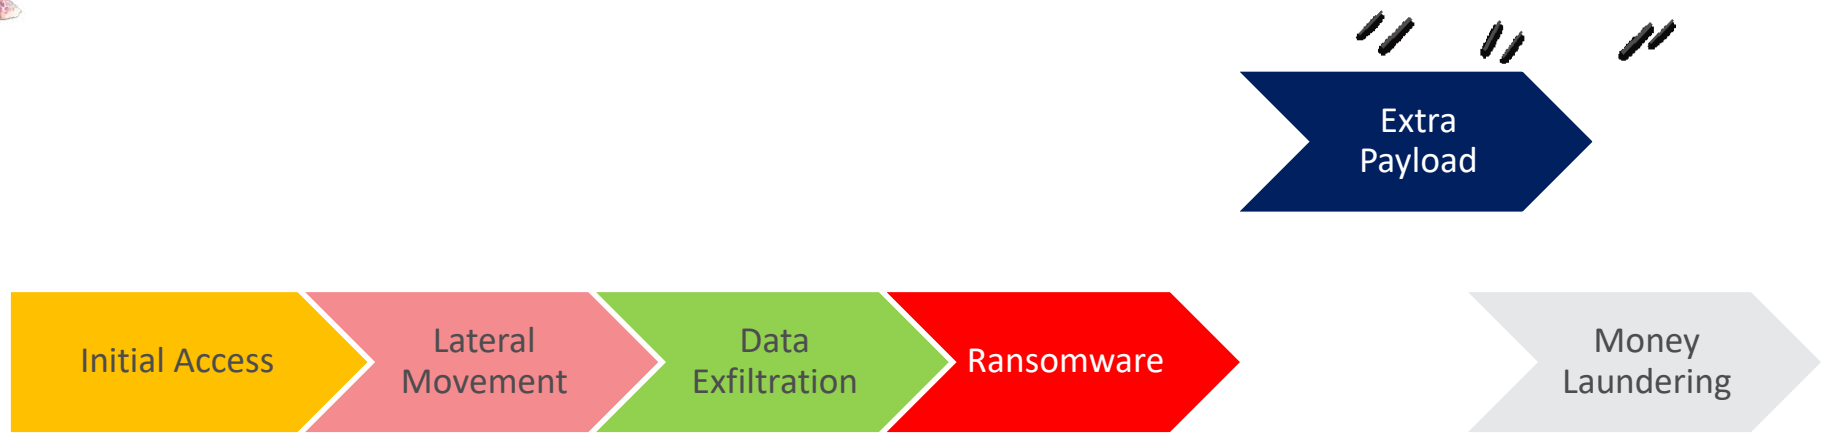 Extra
Payload
Initial Access
Lateral
Movement
Data
Exfiltration
Ransomware
Money
Laundering